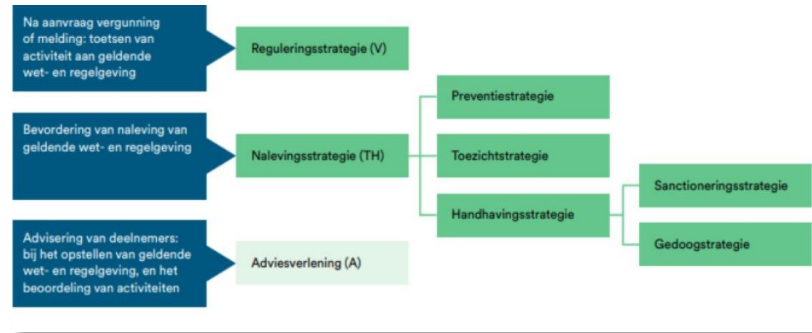 Na aanvraag vergunning
of melding: toetsen van
activiteit aan geldende
wet- en regelgeving
Reguleringsstrategie (V)
Preventiestrategie
Bevordering van naleving van
geldende wet- en regelgeving
Nalevingsstrategie (TH)
Toezichtstrategie
Sanctioneringsstrategie
Handhavingsstrategie
Gedoogstrategie
Advisering van deelnemers:
bij het opstellen van geldende
wet- en regelgeving, en het
beoordeling van activiteiten
Adviesverlening (A)